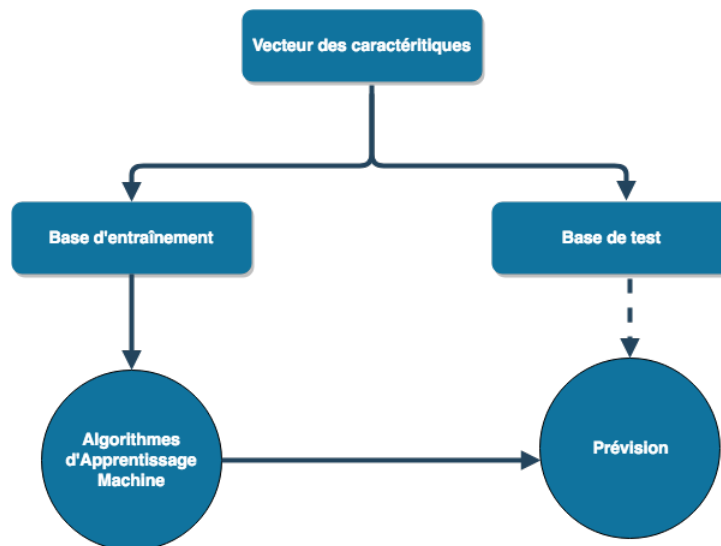 Vecteur des caractéritiques
Base d'entraînement
Base de test
Algorithmes
d'Apprentissage
Machine
Prévision